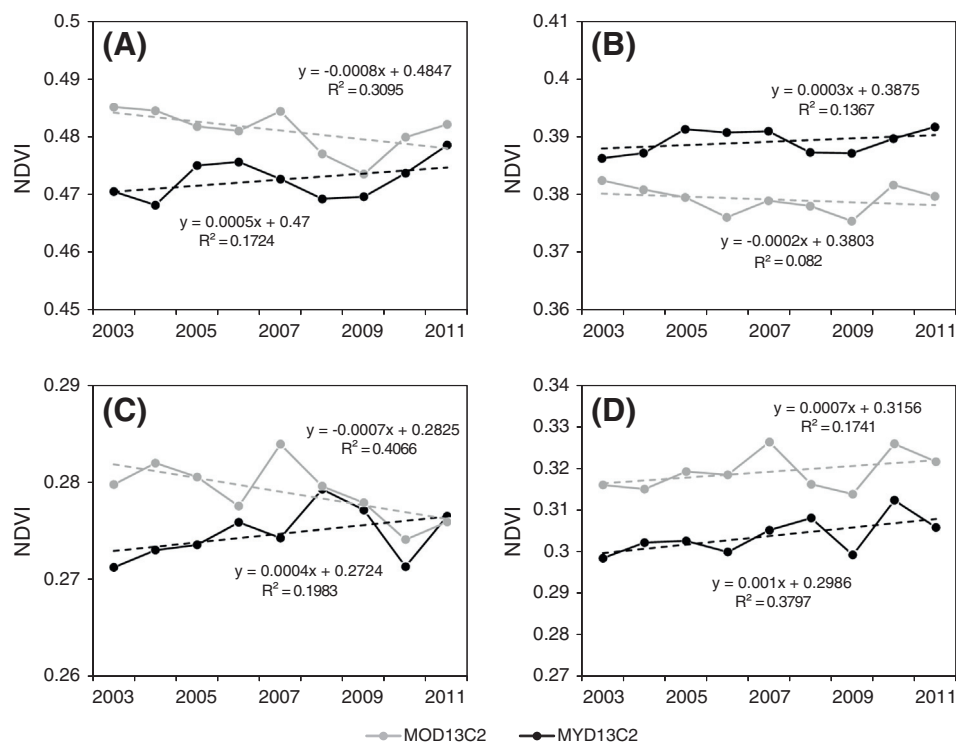 (A)
NDVI
0.5
0.49
0.48
0.47
0.46
0.45
y = -0.0008x + 0.4847
R² = 0.3095
y = 0.0005x + 0.47
R² = 0.1724
2003 2005 2007 2009 2011
(B)
NDVI
0.41
0.4
0.39
0.38
0.37
0.36
y = 0.0003x + 0.3875
R² = 0.1367
y = -0.0002x + 0.3803
R² = 0.082
2003 2005 2007 2009 2011
(C)
NDVI
0.29
0.28
0.27
0.26
y = -0.0007x + 0.2825
R² = 0.4066
y = 0.0004x + 0.2724
R² = 0.1983
2003 2005 2007 2009 2011
(D)
NDVI
0.34
0.33
0.32
0.31
0.3
0.29
0.28
0.27
y = 0.0007x + 0.3156
R² = 0.1741
y = 0.001x + 0.2986
R² = 0.3797
2003 2005 2007 2009 2011
MOD13C2 MYD13C2